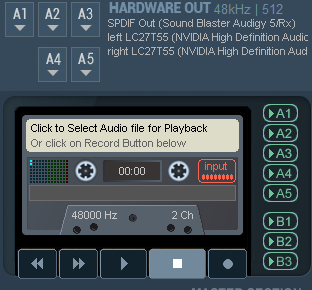 HARDWARE OUT 48kHz | 512
A1 A2 A3
SPDIF Out (Sound Blaster Audigy 5/Rx)
left LC27T55 (NVIDIA High Definition Audio
right LC27T55 (NVIDIA High Definition Aud
A4 A5
Click to Select Audio file for Playback
Or click on Record Button below
00:00
input
48000 Hz 2 Ch
A1
A2
A3
A4
A5
B1
B2
B3